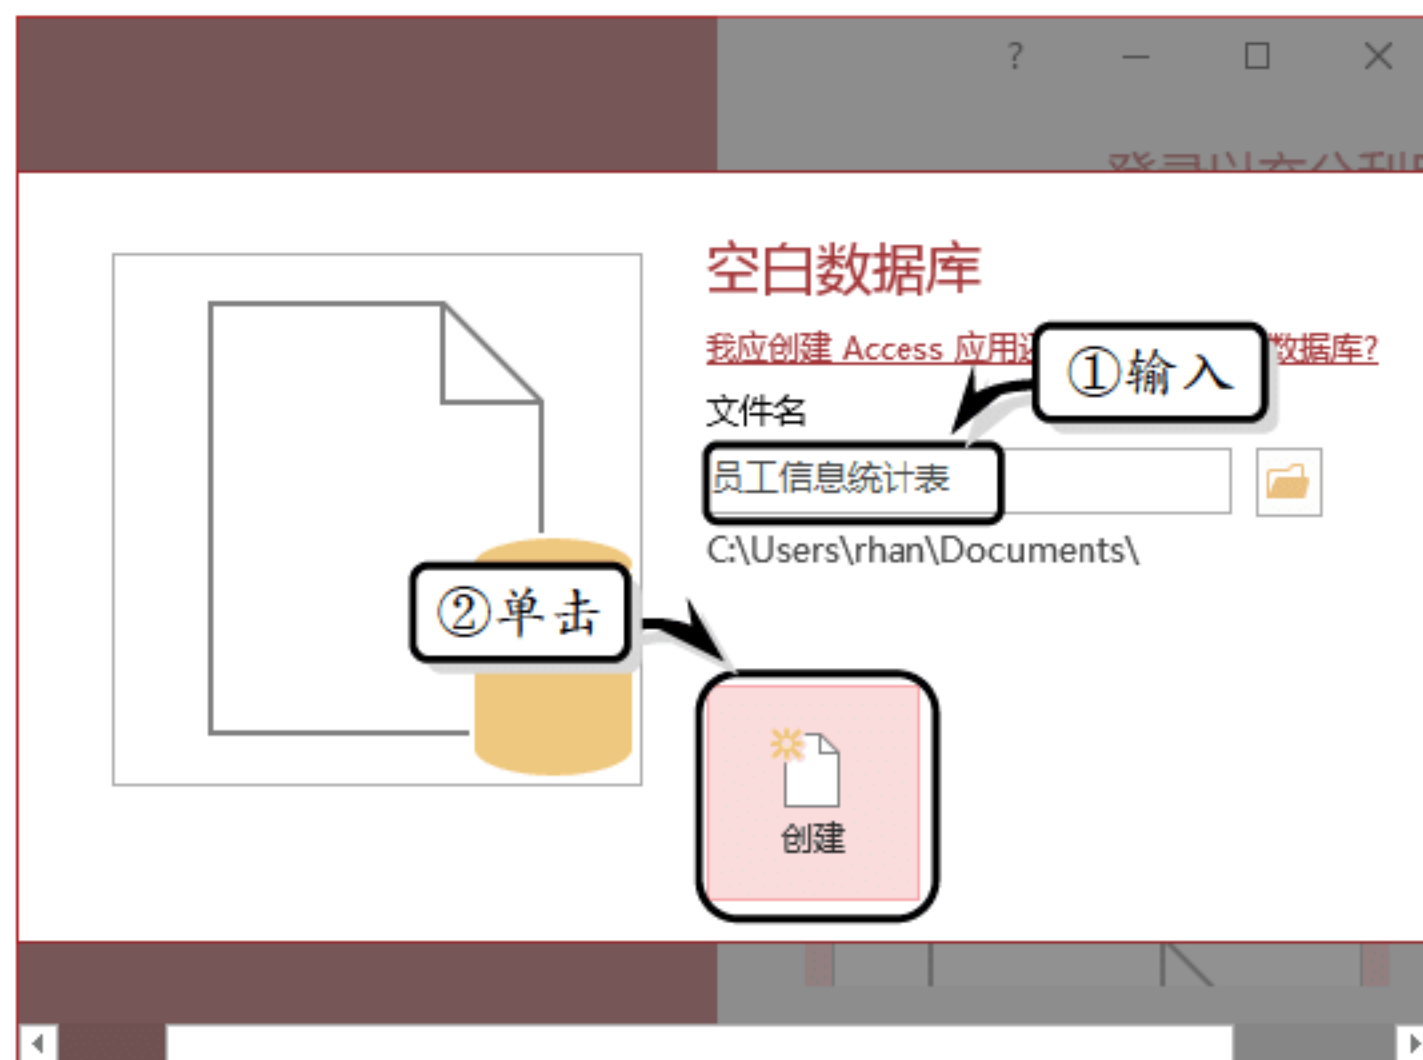 ?
空白数据库
我应创建 Access 应用 数据库?
①输入
文件名
员工信息统计表
C:\Users\rhan\Documents\
②单击
创建